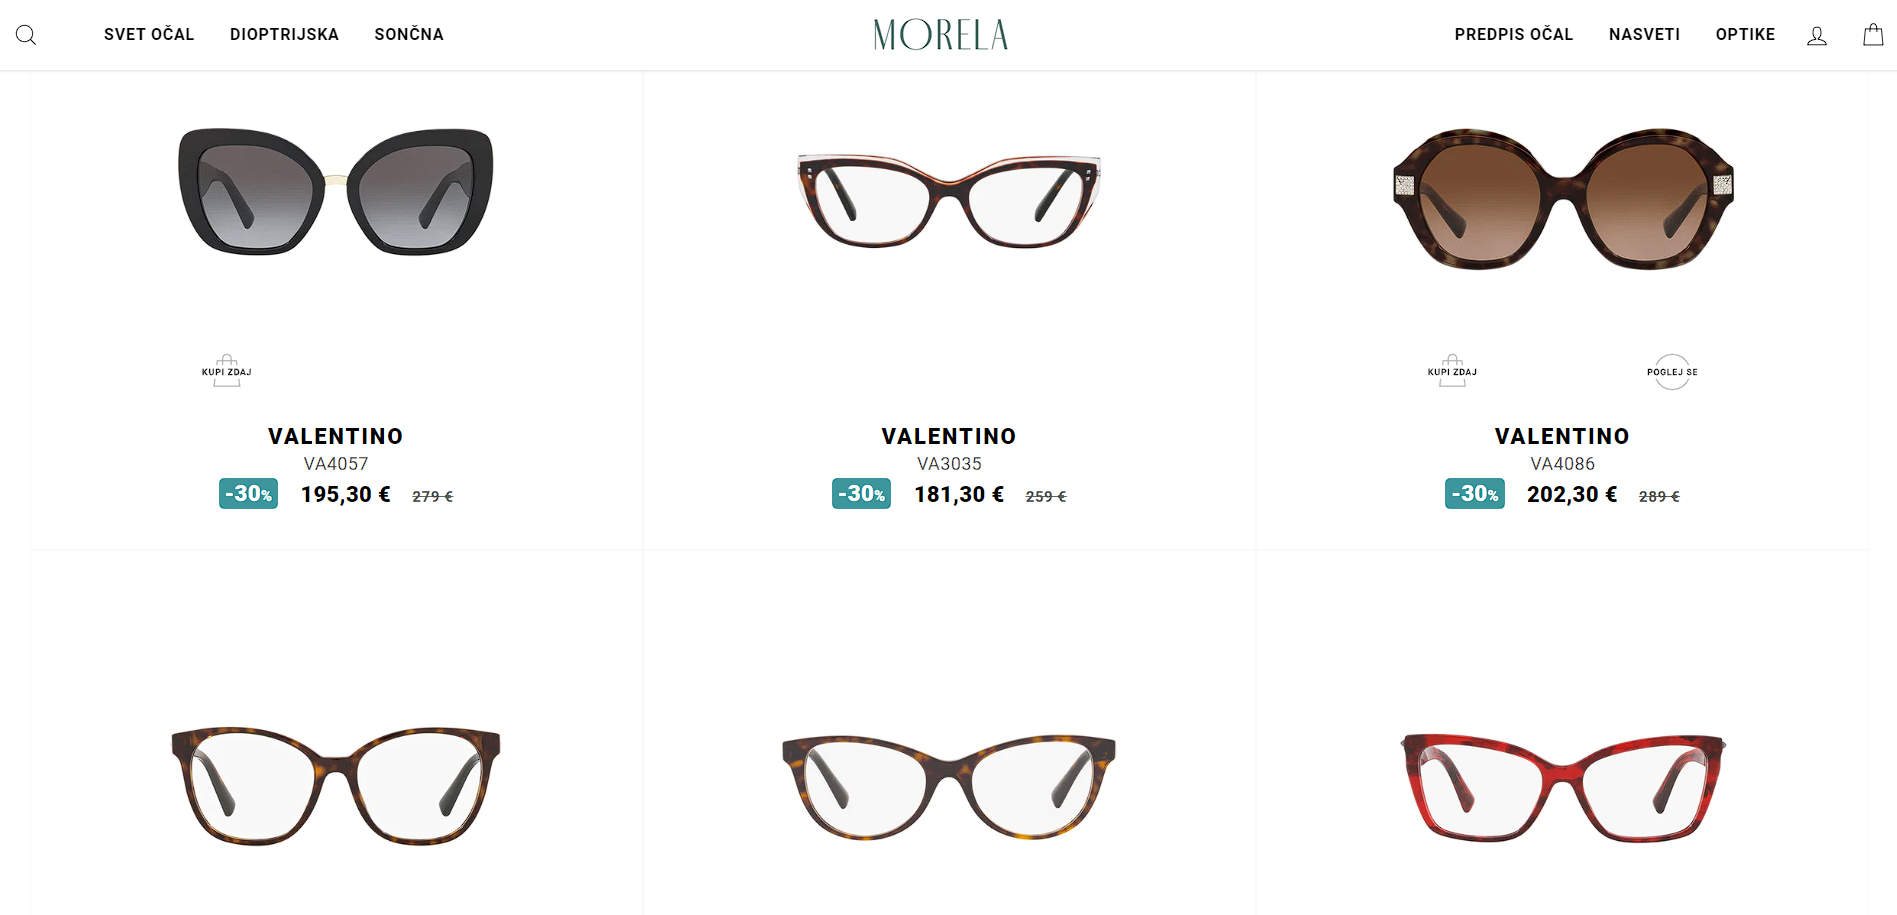 SVET OČAL DIOPTRIJSKA SONČNA MORELA PREDPIS OČAL NASVETI OPTIKE
KUPI ZDAJ
VALENTINO
VA4057
-30% 195,30 € 279 €
VALENTINO
VA3035
-30% 181,30 € 259 €
KUPI ZDAJ POGLEJ SE
VALENTINO
VA4086
-30% 202,30 € 289 €